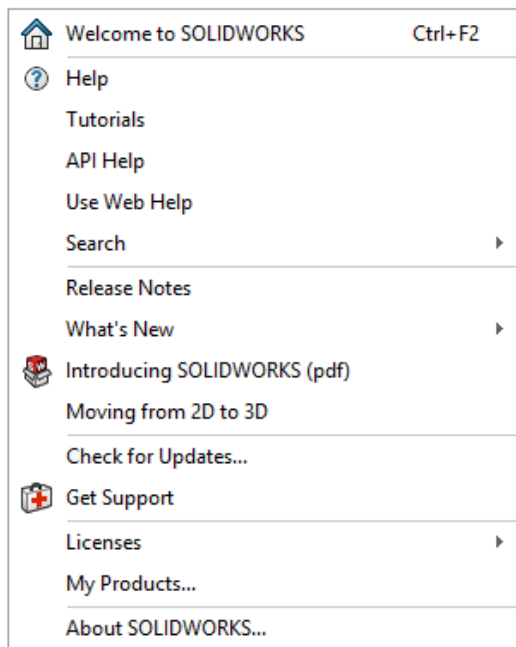 Welcome to SOLIDWORKS Ctrl+F2
Help
Tutorials
API Help
Use Web Help
Search
Release Notes
What's New
Introducing SOLIDWORKS (pdf)
Moving from 2D to 3D
Check for Updates...
Get Support
Licenses
My Products...
About SOLIDWORKS...